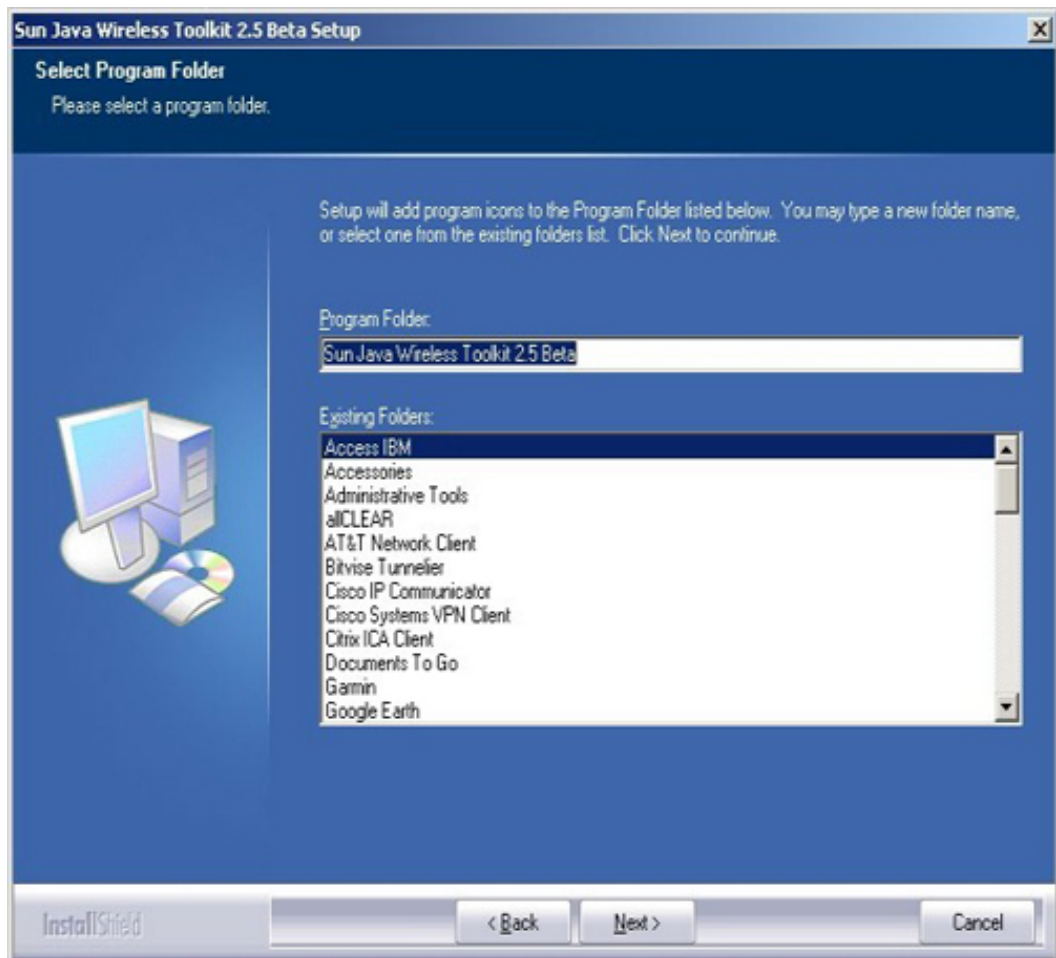 Sun Java Wireless Toolkit 2.5 Beta Setup
Select Program Folder
Please select a program folder.
Setup will add program icons to the Program Folder listed below. You may type a new folder name,
or select one from the existing folders list. Click Next to continue.
Program Folder:
Sun Java Wireless Toolkit 2.5 Beta
Existing Folders:
Access IBM
Accessories
Administrative Tools
allCLEAR
AT&T Network Client
Bitvise Tunnelier
Cisco IP Communicator
Cisco Systems VPN Client
Citrix ICA Client
Documents To Go
Garmin
Google Earth
InstallShield
< Back
Next >
Cancel